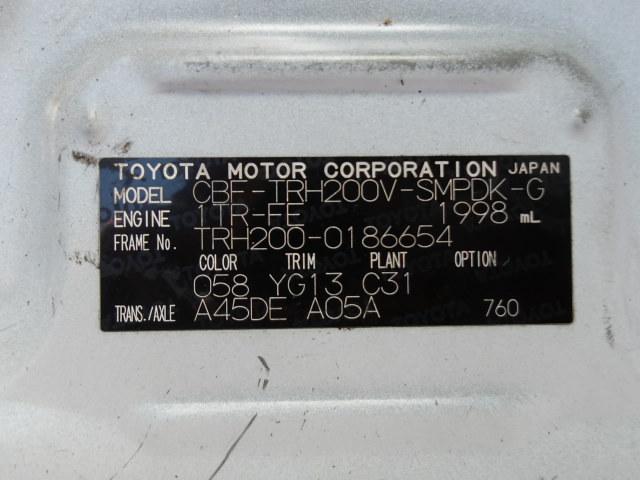 TOYOTA MOTOR CORPORATION JAPAN
MODEL CBF-TRH200V-SMPDK-G
ENGINE 1TR-FE 1998 mL
FRAME No. TRH200-0186654
COLOR TRIM PLANT OPTION
058 YG13 C31
TRANS./AXLE A45DE A05A 760